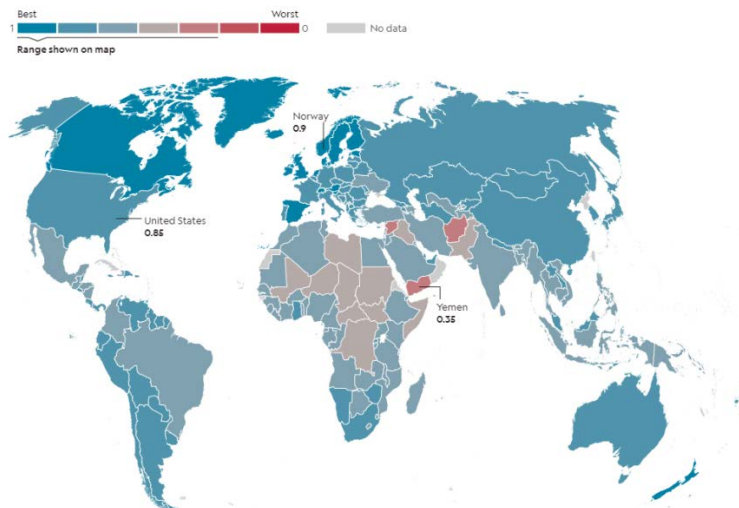 Best Worst
1 0 No data
Range shown on map
Norway
0.9
United States
0.85
Yemen
0.35